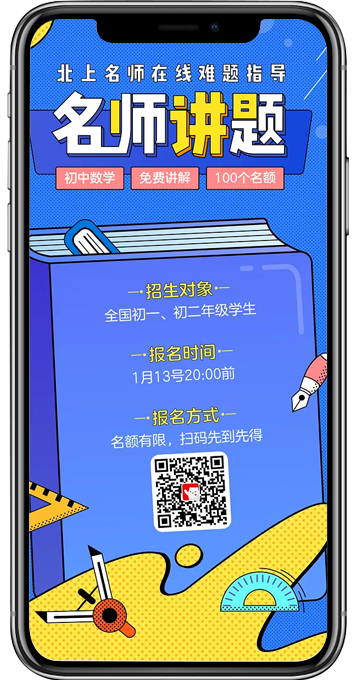 北上名师在线难题指导
名师讲题
初中数学 免费讲解 100个名额
招生对象
全国初一、初二年级学生
报名时间
1月13号20:00前
报名方式
名额有限，扫码先到先得